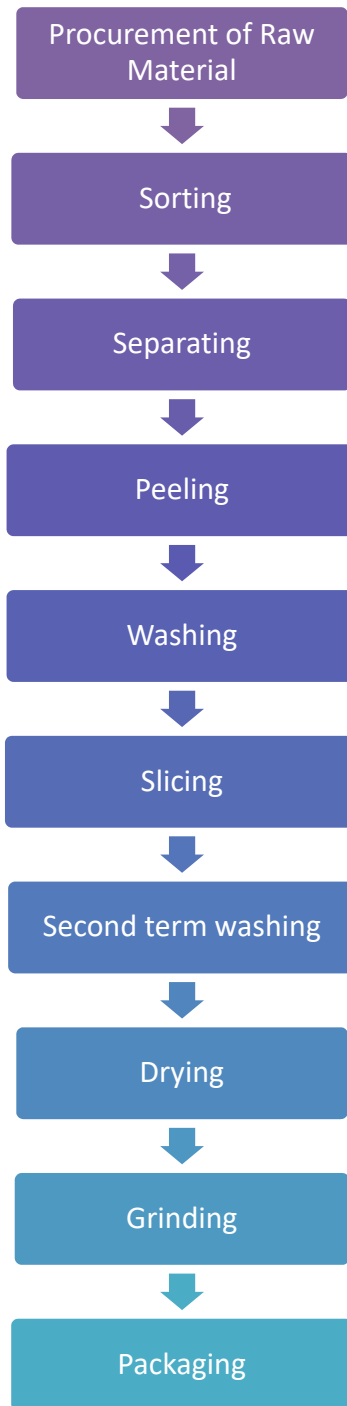 Procurement of Raw
Material
Sorting
Separating
Peeling
Washing
Slicing
Second term washing
Drying
Grinding
Packaging